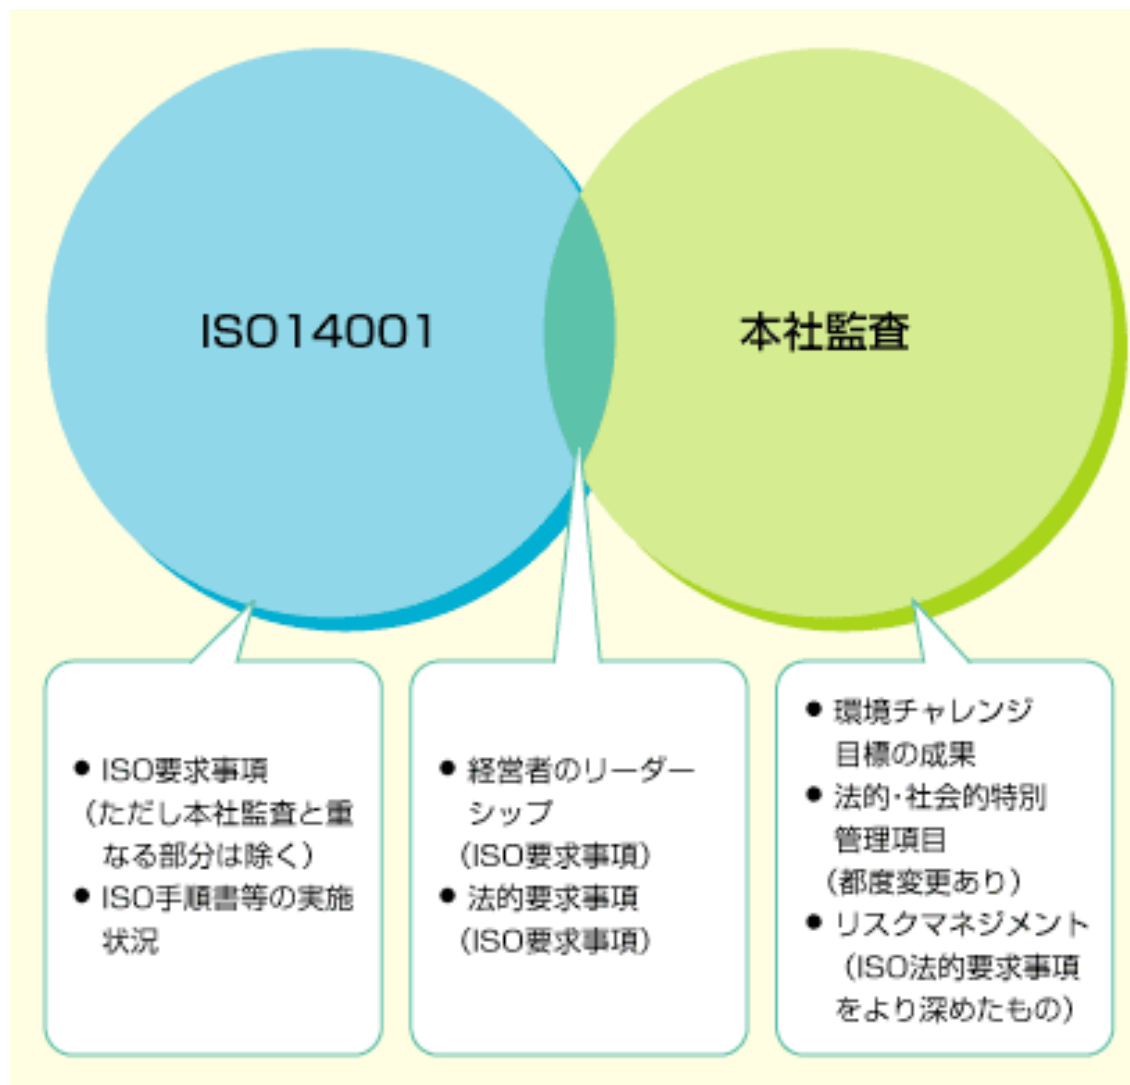 ISO14001
本社監査
● ISO要求事項
（ただし本社監査と重
なる部分は除く）
● ISO手順書等の実施
状況
● 経営者のリーダー
シップ
（ISO要求事項）
● 法的要求事項
（ISO要求事項）
● 環境チャレンジ
目標の成果
● 法的・社会的特別
管理項目
（都度変更あり）
● リスクマネジメント
（ISO法的要求事項
をより深めたもの）